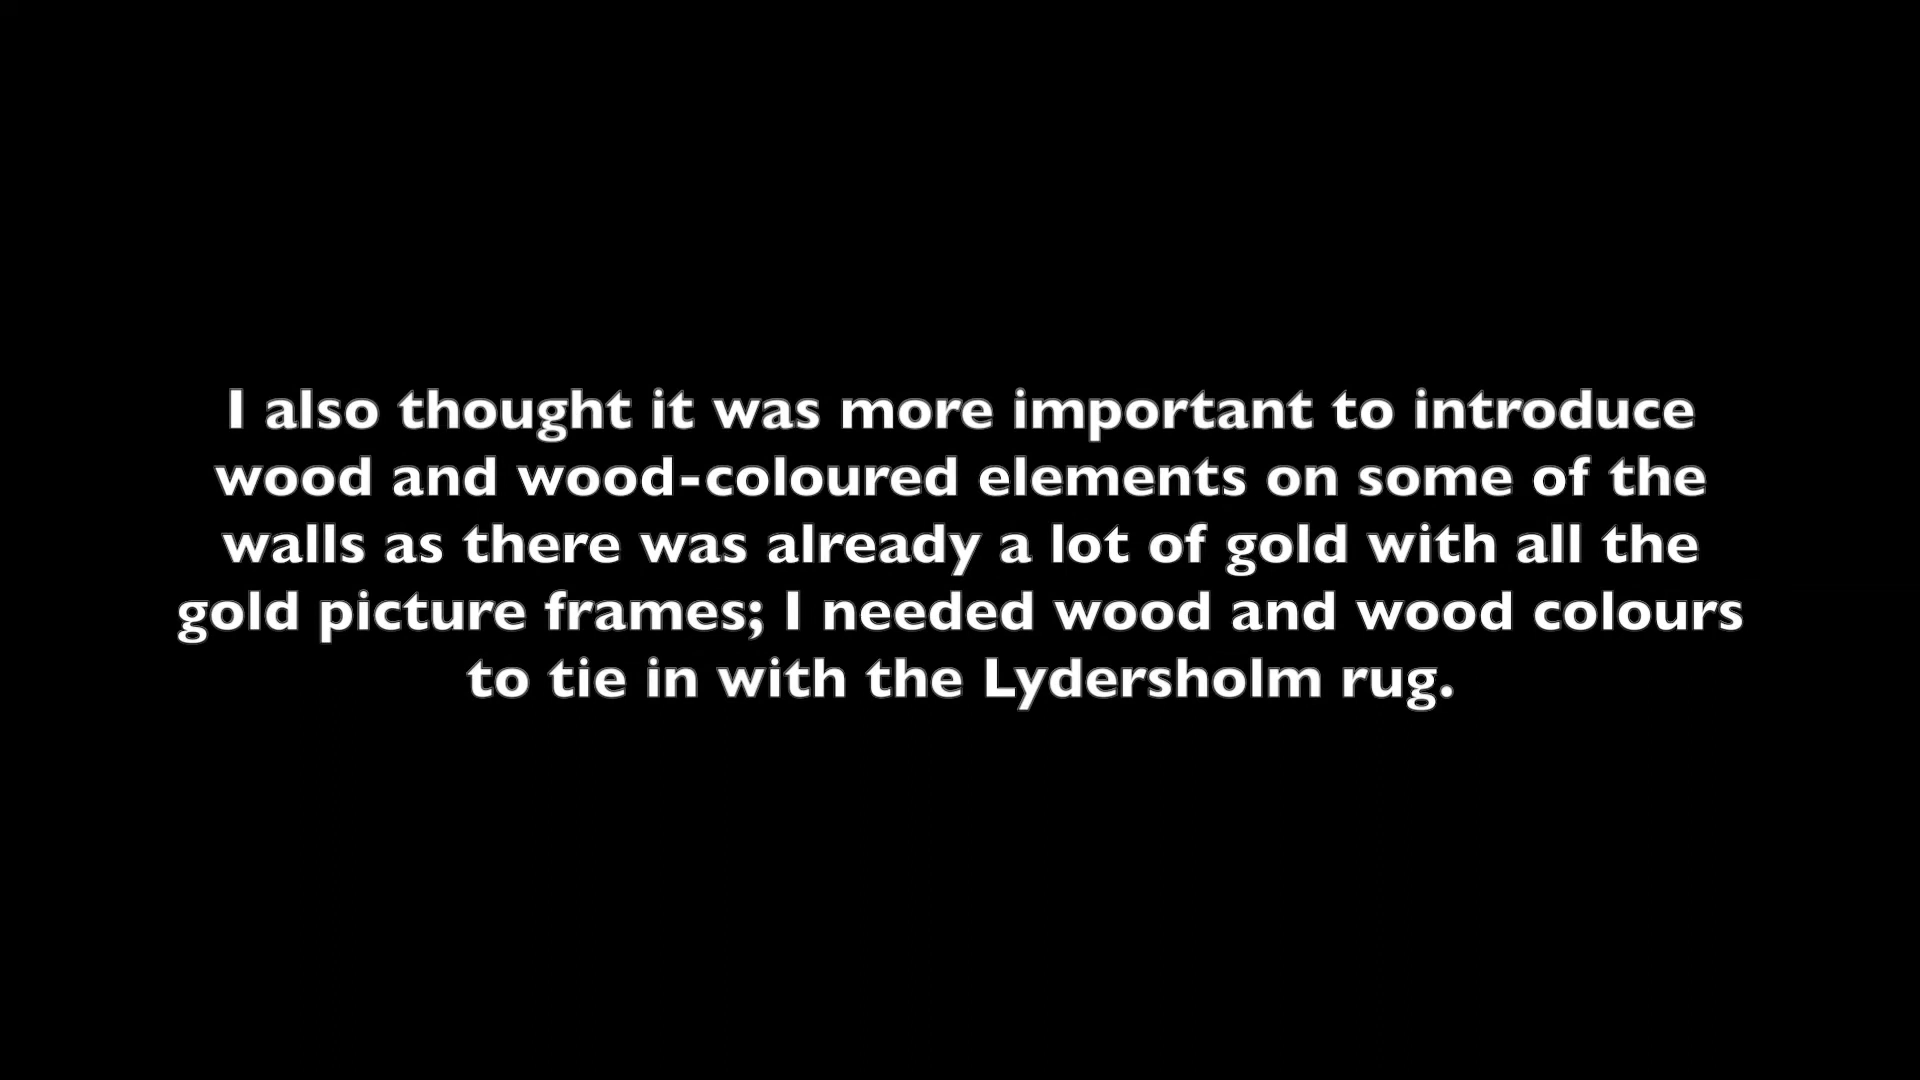 I also thought it was more important to introduce
wood and wood-coloured elements on some of the
walls as there was already a lot of gold with all the
gold picture frames; I needed wood and wood colours
to tie in with the Lydersholm rug.